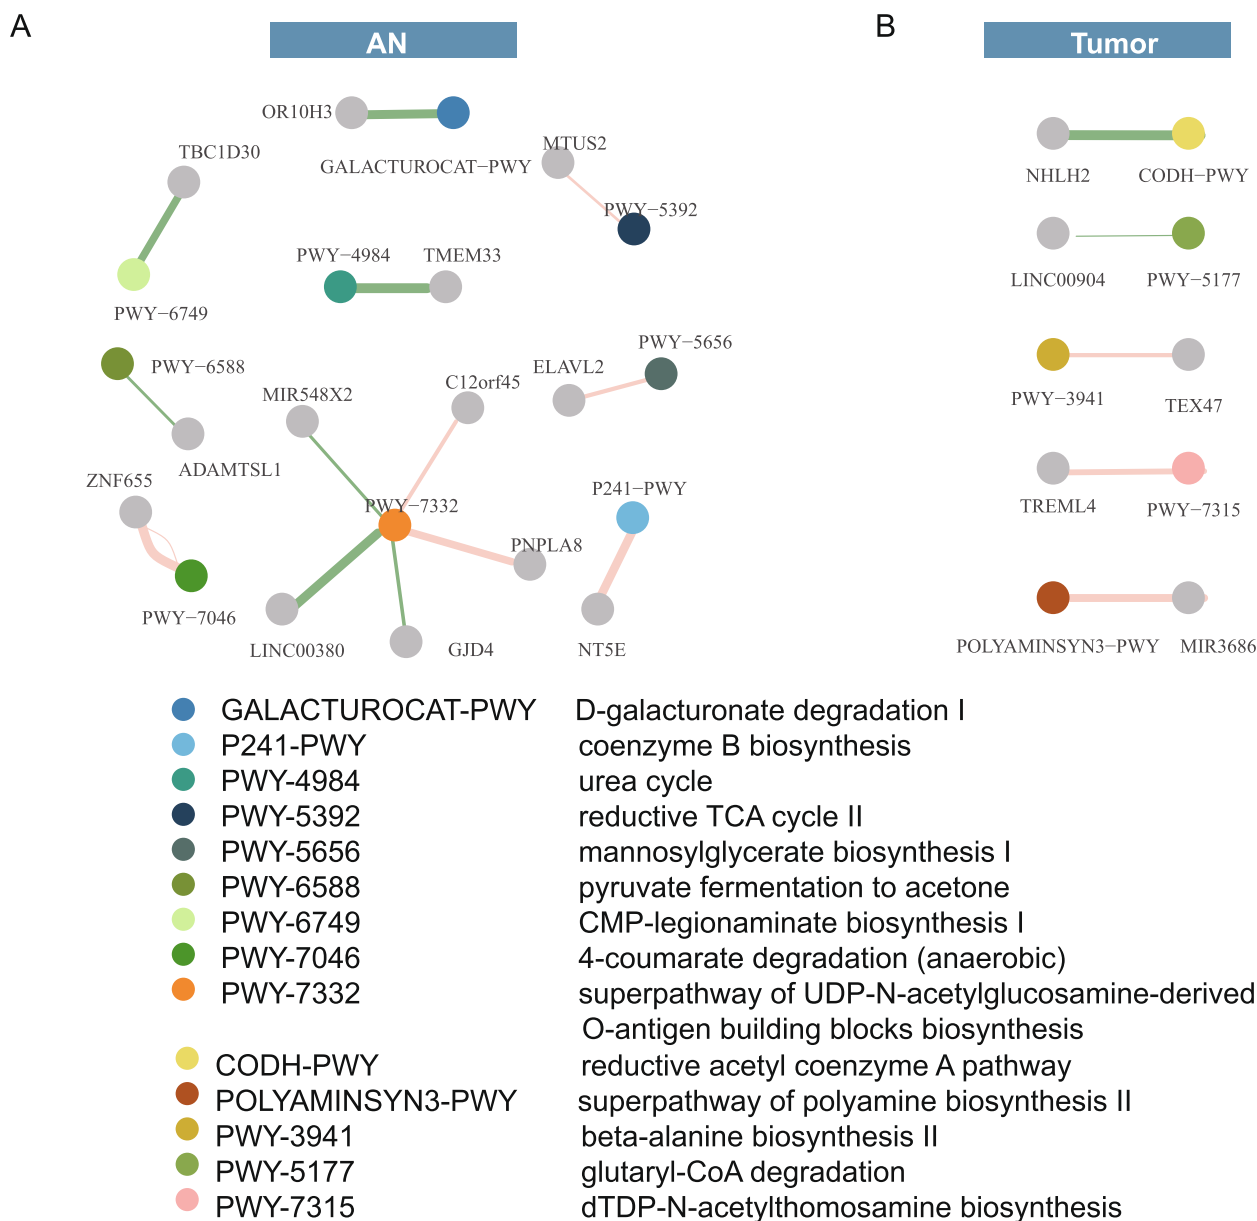 A
AN
B
Tumor
OR10H3
GALACTUROCAT−PWY
TBC1D30
PWY−6749
MTUS2
PWY−5392
PWY−4984
TMEM33
PWY−6588
ADAMTSL1
MIR548X2
C12orf45
ELAVL2
PWY−5656
ZNF655
PWY−7046
PWY−7332
PNPLA8
P241−PWY
NT5E
LINC00380
GJD4
NHLH2
CODH−PWY
LINC00904
PWY−5177
PWY−3941
TEX47
TREML4
PWY−7315
POLYAMINSYN3−PWY
MIR3686
GALACTUROCAT-PWY D-galacturonate degradation I
P241-PWY coenzyme B biosynthesis
PWY-4984 urea cycle
PWY-5392 reductive TCA cycle II
PWY-5656 mannosylglycerate biosynthesis I
PWY-6588 pyruvate fermentation to acetone
PWY-6749 CMP-legionaminate biosynthesis I
PWY-7046 4-coumarate degradation (anaerobic)
PWY-7332 superpathway of UDP-N-acetylglucosamine-derived
O-antigen building blocks biosynthesis
CODH-PWY reductive acetyl coenzyme A pathway
POLYAMINSYN3-PWY superpathway of polyamine biosynthesis II
PWY-3941 beta-alanine biosynthesis II
PWY-5177 glutaryl-CoA degradation
PWY-7315 dTDP-N-acetylthomosamine biosynthesis